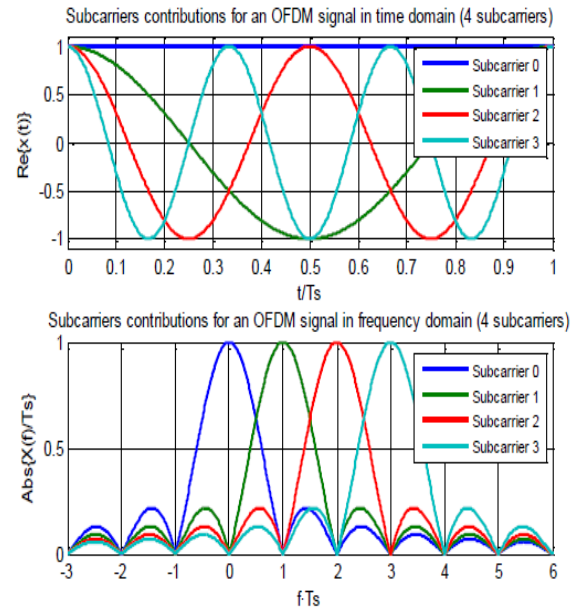 Subcarriers contributions for an OFDM signal in time domain (4 subcarriers)
Re{x(t)}
1
0.5
0
-0.5
-1
Subcarrier 0
Subcarrier 1
Subcarrier 2
Subcarrier 3
0 0.1 0.2 0.3 0.4 0.5 0.6 0.7 0.8 0.9 1
t/Ts
Subcarriers contributions for an OFDM signal in frequency domain (4 subcarriers)
Abs{X(f)/Ts}
1
0.5
0
Subcarrier 0
Subcarrier 1
Subcarrier 2
Subcarrier 3
-3 -2 -1 0 1 2 3 4 5 6
f·Ts